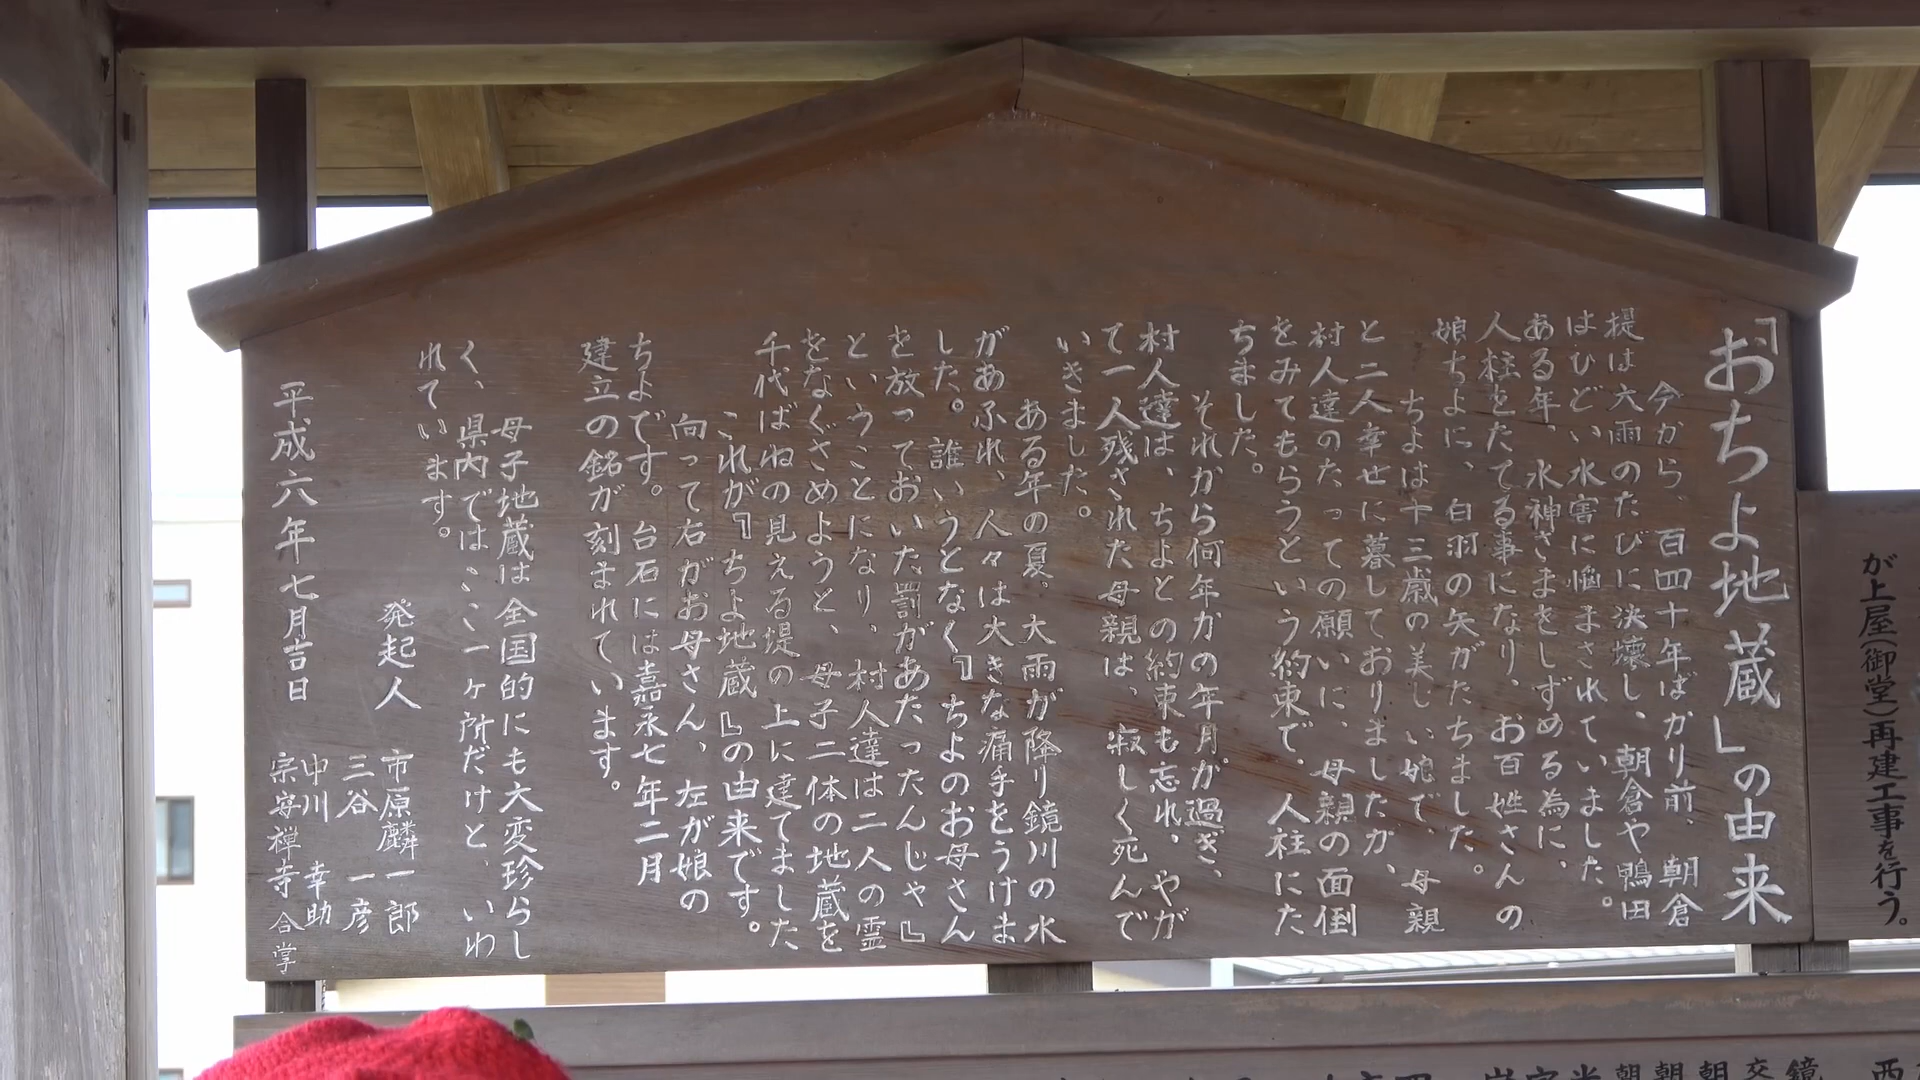 が上屋(御堂)再建工事を行う。
『おちよ地蔵』の由来
今から、百四十年ばかり前、朝倉
堤は大雨のたびに決壊し、朝倉や鴨田
はひどい水害に悩まされていました。
ある年、水神さまをしずめる為に、
人柱をたてる事になり、お百姓さんの
娘ちよに、白羽の矢がたちました。
ちよは十三歳の美しい娘で、母親
と二人幸せに暮しておりましたが、
村人達のたっての願いに、母親の面倒
をみてもらうという約束で、人柱にた
ちました。
それから何年かの年月が過ぎ、
村人達は、ちよとの約束も忘れ、やが
て一人残された母親は、寂しく死んで
いきました。
ある年の夏。大雨が降り鏡川の水
があふれ、人々は大きな痛手をうけま
した。誰いうとなく『ちよのお母さん
を放っておいた罰があたったんじゃ』
ということになり、村人達は二人の霊
をなぐさめようと、母子二体の地蔵を
千代ばねの見える堤の上に建てました
これが『ちよ地蔵』の由来です。
向って右がお母さん、左が娘の
ちよです。台石には嘉永七年二月
建立の銘が刻まれています。
母子地蔵は全国的にも大変珍らし
く、県内ではここ一ヶ所だけと、いわ
れています。
発起人 市原麟一郎
三谷 一彦
中川 幸助
平成六年七月吉日 宗安禅寺 合掌